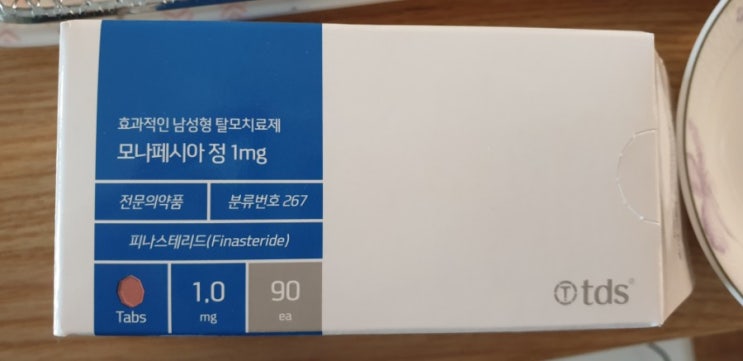 효과적인 남성형 탈모치료제
모나페시아 정 1mg
전문의약품 분류번호 267
피나스테리드(Finasteride)
Tabs
1.0
mg
90
ea
tds®